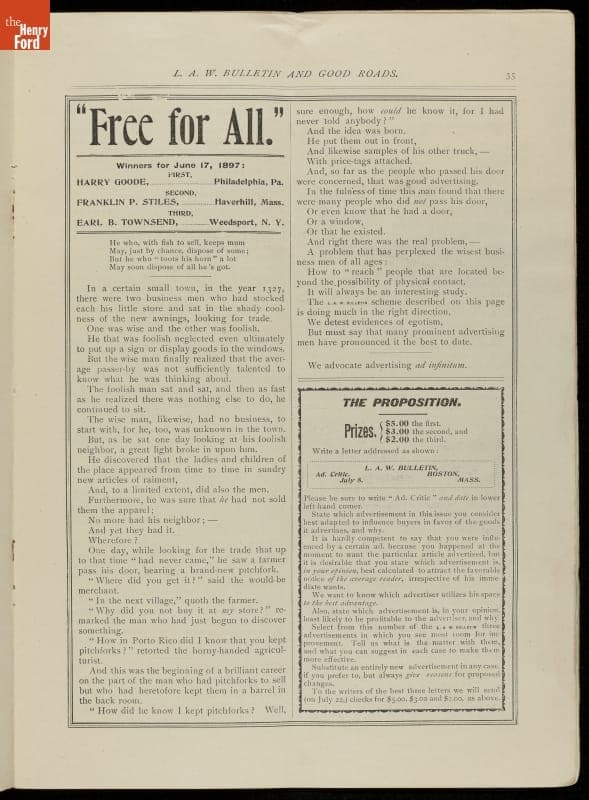 the
Henry
Ford
L. A. W. BULLETIN AND GOOD ROADS.
35
"Free for All."
Winners for June 17, 1897:
FIRST,
HARRY GOODE, Philadelphia, Pa.
SECOND,
FRANKLIN P. STILES, Haverhill, Mass.
THIRD,
EARL B. TOWNSEND, Weedsport, N. Y.
He who, with fish to sell, keeps mum
May, just by chance, dispose of some;
But he who "toots his horn" a lot
May soon dispose of all he's got.
In a certain small town, in the year 1327,
there were two business men who had stocked
each his little store and sat in the shady cool-
ness of the new awnings, looking for trade.
One was wise and the other was foolish.
He that was foolish neglected even ultimately
to put up a sign or display goods in the windows.
But the wise man finally realized that the aver-
age passer-by was not sufficiently talented to
know what he was thinking about.
The foolish man sat and sat, and then as fast
as he realized there was nothing else to do, he
continued to sit.
The wise man, likewise, had no business, to
start with, for he, too, was unknown in the town.
But, as he sat one day looking at his foolish
neighbor, a great light broke in upon him.
He discovered that the ladies and children of
the place appeared from time to time in sundry
new articles of raiment,
And, to a limited extent, did also the men.
Furthermore, he was sure that he had not sold
them the apparel;
No more had his neighbor; —
And yet they had it.
Wherefore?
One day, while looking for the trade that up
to that time "had never came," he saw a farmer
pass his door, bearing a brand-new pitchfork.
"Where did you get it?" said the would-be
merchant.
"In the next village," quoth the farmer.
"Why did you not buy it at my store?" re-
marked the man who had just begun to discover
something.
"How in Porto Rico did I know that you kept
pitchforks?" retorted the horny-handed agricul-
turist.
And this was the beginning of a brilliant career
on the part of the man who had pitchforks to sell
but who had heretofore kept them in a barrel in
the back room.
"How did he know I kept pitchforks? Well,
sure enough, how could he know it, for I had
never told anybody?"
And the idea was born.
He put them out in front,
And likewise samples of his other truck, —
With price-tags attached.
And, so far as the people who passed his door
were concerned, that was good advertising.
In the fulness of time this man found that there
were many people who did not pass his door,
Or even know that he had a door,
Or a window,
Or that he existed.
And right there was the real problem, —
A problem that has perplexed the wisest busi-
ness men of all ages:
How to "reach" people that are located be-
yond the possibility of physical contact.
It will always be an interesting study.
The L. A. W. BULLETIN scheme described on this page
is doing much in the right direction.
We detest evidences of egotism,
But must say that many prominent advertising
men have pronounced it the best to date.
We advocate advertising ad infinitum.
THE PROPOSITION.
Prizes. { $5.00 the first.
$3.00 the second, and
$2.00 the third.
Write a letter addressed as shown:
L. A. W. BULLETIN,
Ad. Critic. BOSTON,
July 8. MASS.
Please be sure to write "Ad. Critic" and date in lower
left-hand corner.
State which advertisement in this issue you consider
best adapted to influence buyers in favor of the goods
it advertises, and why.
It is hardly competent to say that you were influ-
enced by a certain ad. because you happened at the
moment to want the particular article advertised, but
it is desirable that you state which advertisement is,
in your opinion, best calculated to attract the favorable
notice of the average reader, irrespective of his imme
diate wants.
We want to know which advertiser utilizes his space
to the best advantage.
Also, state which advertisement is, in your opinion,
least likely to be profitable to the advertiser, and why
Select from this number of the L. A. W. BULLETIN three
advertisements in which you see most room for im-
provement. Tell us what is the matter with them,
and what you can suggest in each case to make them
more effective.
Substitute an entirely new advertisement in any case,
if you prefer to, but always give reasons for proposed
changes.
To the writers of the best three letters we will send
(on July 22,) checks for $5.00, $3.00 and $2.00, as above.